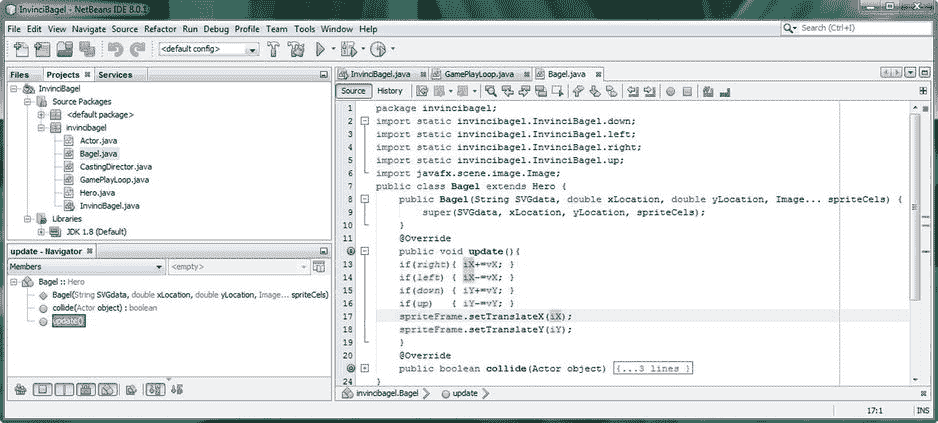 InvinciBagel - NetBeans IDE 8.0.1
File Edit View Navigate Source Refactor Run Debug Profile Team Tools Window Help
Search (Ctrl+I)
<default config>
Files Projects Services
InvinciBagel
Source Packages
<default package>
invincibagel
Actor.java
Bagel.java
CastingDirector.java
GamePlayLoop.java
Hero.java
InvinciBagel.java
Libraries
JDK 1.8 (Default)
update - Navigator
Members
<empty>
Bagel :: Hero
Bagel(String SVGdata, double xLocation, double yLocation, Image... spriteCels)
collide(Actor object) : boolean
update()
InvinciBagel.java GamePlayLoop.java Bagel.java
Source History
1 package invincibagel;
2 import static invincibagel.InvinciBagel.down;
3 import static invincibagel.InvinciBagel.left;
4 import static invincibagel.InvinciBagel.right;
5 import static invincibagel.InvinciBagel.up;
6 import javafx.scene.image.Image;
7 public class Bagel extends Hero {
8 public Bagel(String SVGdata, double xLocation, double yLocation, Image... spriteCels) {
9 super(SVGdata, xLocation, yLocation, spriteCels);
10 }
11 @Override
public void update(){
13 if(right){ iX+=vX; }
14 if(left) { iX-=vX; }
15 if(down) { iY+=vY; }
16 if(up) { iY-=vY; }
17 spriteFrame.setTranslateX(iX);
18 spriteFrame.setTranslateY(iY);
19 }
20 @Override
public boolean collide(Actor object) {...3 lines }
24 }
invincibagel.Bagel update
17:1 INS